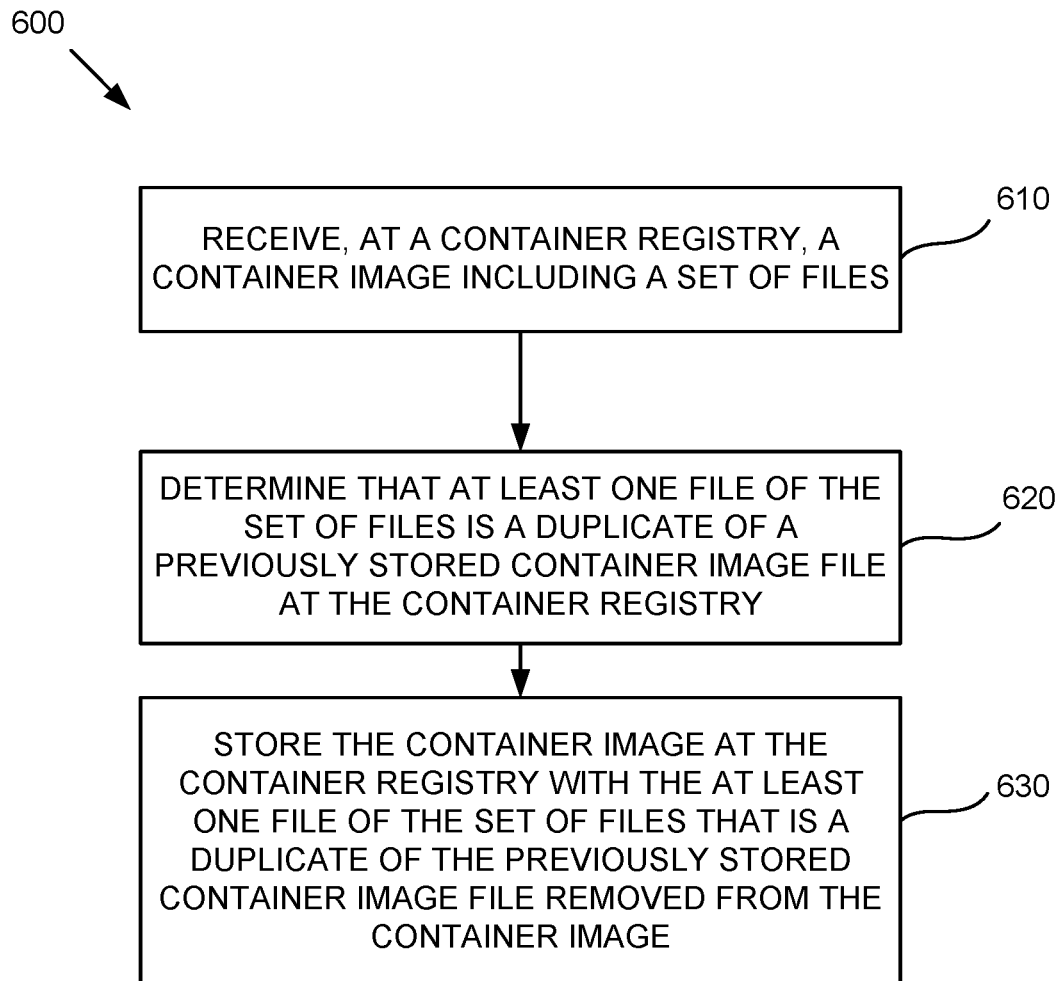 600
RECEIVE, AT A CONTAINER REGISTRY, A
CONTAINER IMAGE INCLUDING A SET OF FILES
610
DETERMINE THAT AT LEAST ONE FILE OF THE
SET OF FILES IS A DUPLICATE OF A
PREVIOUSLY STORED CONTAINER IMAGE FILE
AT THE CONTAINER REGISTRY
620
STORE THE CONTAINER IMAGE AT THE
CONTAINER REGISTRY WITH THE AT LEAST
ONE FILE OF THE SET OF FILES THAT IS A
DUPLICATE OF THE PREVIOUSLY STORED
CONTAINER IMAGE FILE REMOVED FROM THE
CONTAINER IMAGE
630